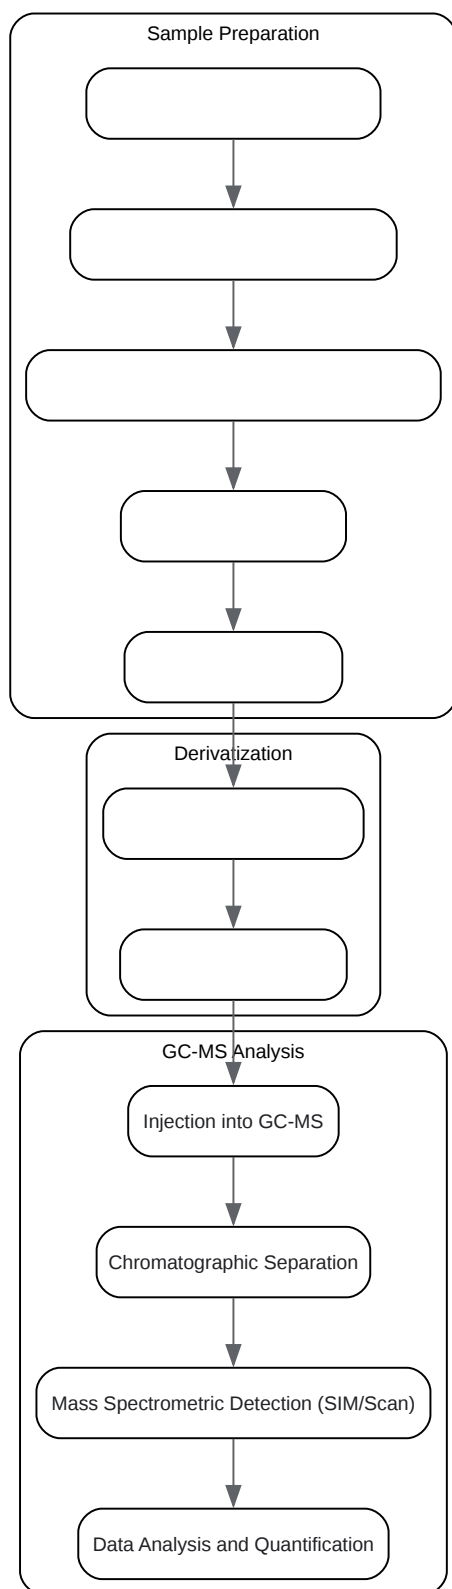 Sample Preparation
Derivatization
GC-MS Analysis
Injection into GC-MS
Chromatographic Separation
Mass Spectrometric Detection (SIM/Scan)
Data Analysis and Quantification